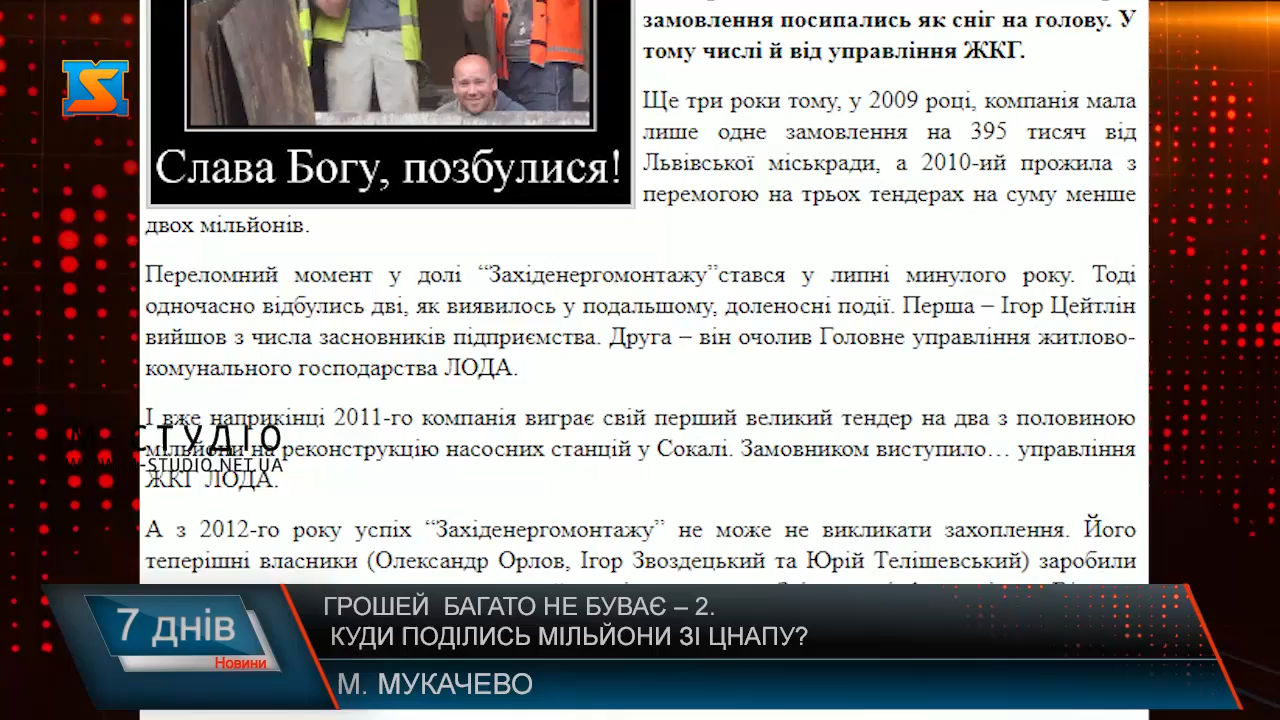 замовлення посипались як сніг на голову. У
тому числі й від управління ЖКГ.
Ще три роки тому, у 2009 році, компанія мала
лише одне замовлення на 395 тисяч від
Львівської міськради, а 2010-ий прожила з
перемогою на трьох тендерах на суму менше
двох мільйонів.
Слава Богу, позбулися!
Переломний момент у долі “Західенергомонтажу”стався у липні минулого року. Тоді
одночасно відбулись дві, як виявилось у подальшому, доленосні події. Перша – Ігор Цейтлін
вийшов з числа засновників підприємства. Друга – він очолив Головне управління житлово-
комунального господарства ЛОДА.
І вже наприкінці 2011-го компанія виграє свій перший великий тендер на два з половиною
мільйони на реконструкцію насосних станцій у Сокалі. Замовником виступило… управління
ЖКГ ЛОДА.
А з 2012-го року успіх “Західенергомонтажу” не може не викликати захоплення. Його
теперішні власники (Олександр Орлов, Ігор Звоздецький та Юрій Телішевський) заробили
СТУДІО
-STUDIO.NET.UA
7 днів
Новини
ГРОШЕЙ БАГАТО НЕ БУВАЄ – 2.
КУДИ ПОДІЛИСЬ МІЛЬЙОНИ ЗІ ЦНАПУ?
М. МУКАЧЕВО